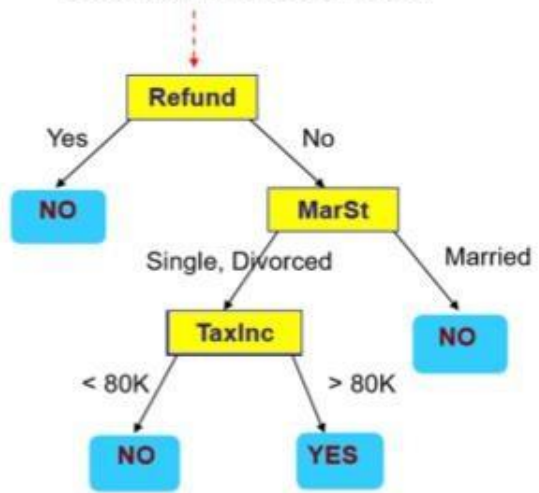 Refund
Yes
No
NO
MarSt
Single, Divorced
Married
TaxInc
NO
< 80K
> 80K
NO
YES